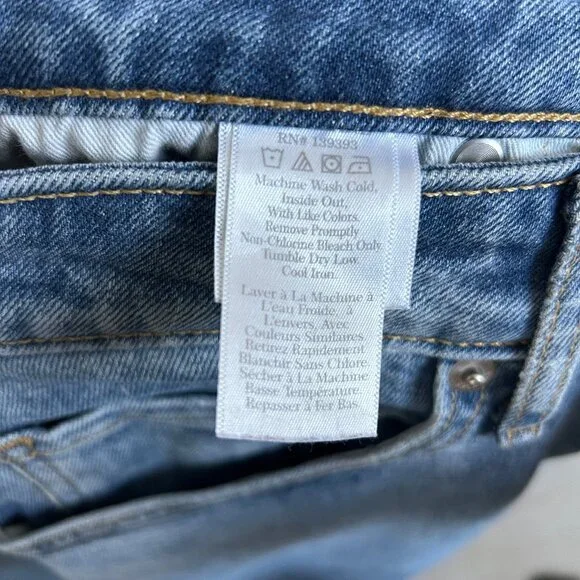 RN# 139393
Machine Wash Cold,
Inside Out,
With Like Colors.
Remove Promptly
Non-Chlorine Bleach Only
Tumble Dry Low.
Cool Iron.
Laver à La Machine à
L'eau Froide, à
L'envers, Avec
Couleurs Similaires.
Retirez Rapidement.
Blanchir Sans Chlore.
Sécher à La Machine.
Basse Température.
Repasser à Fer Bas.